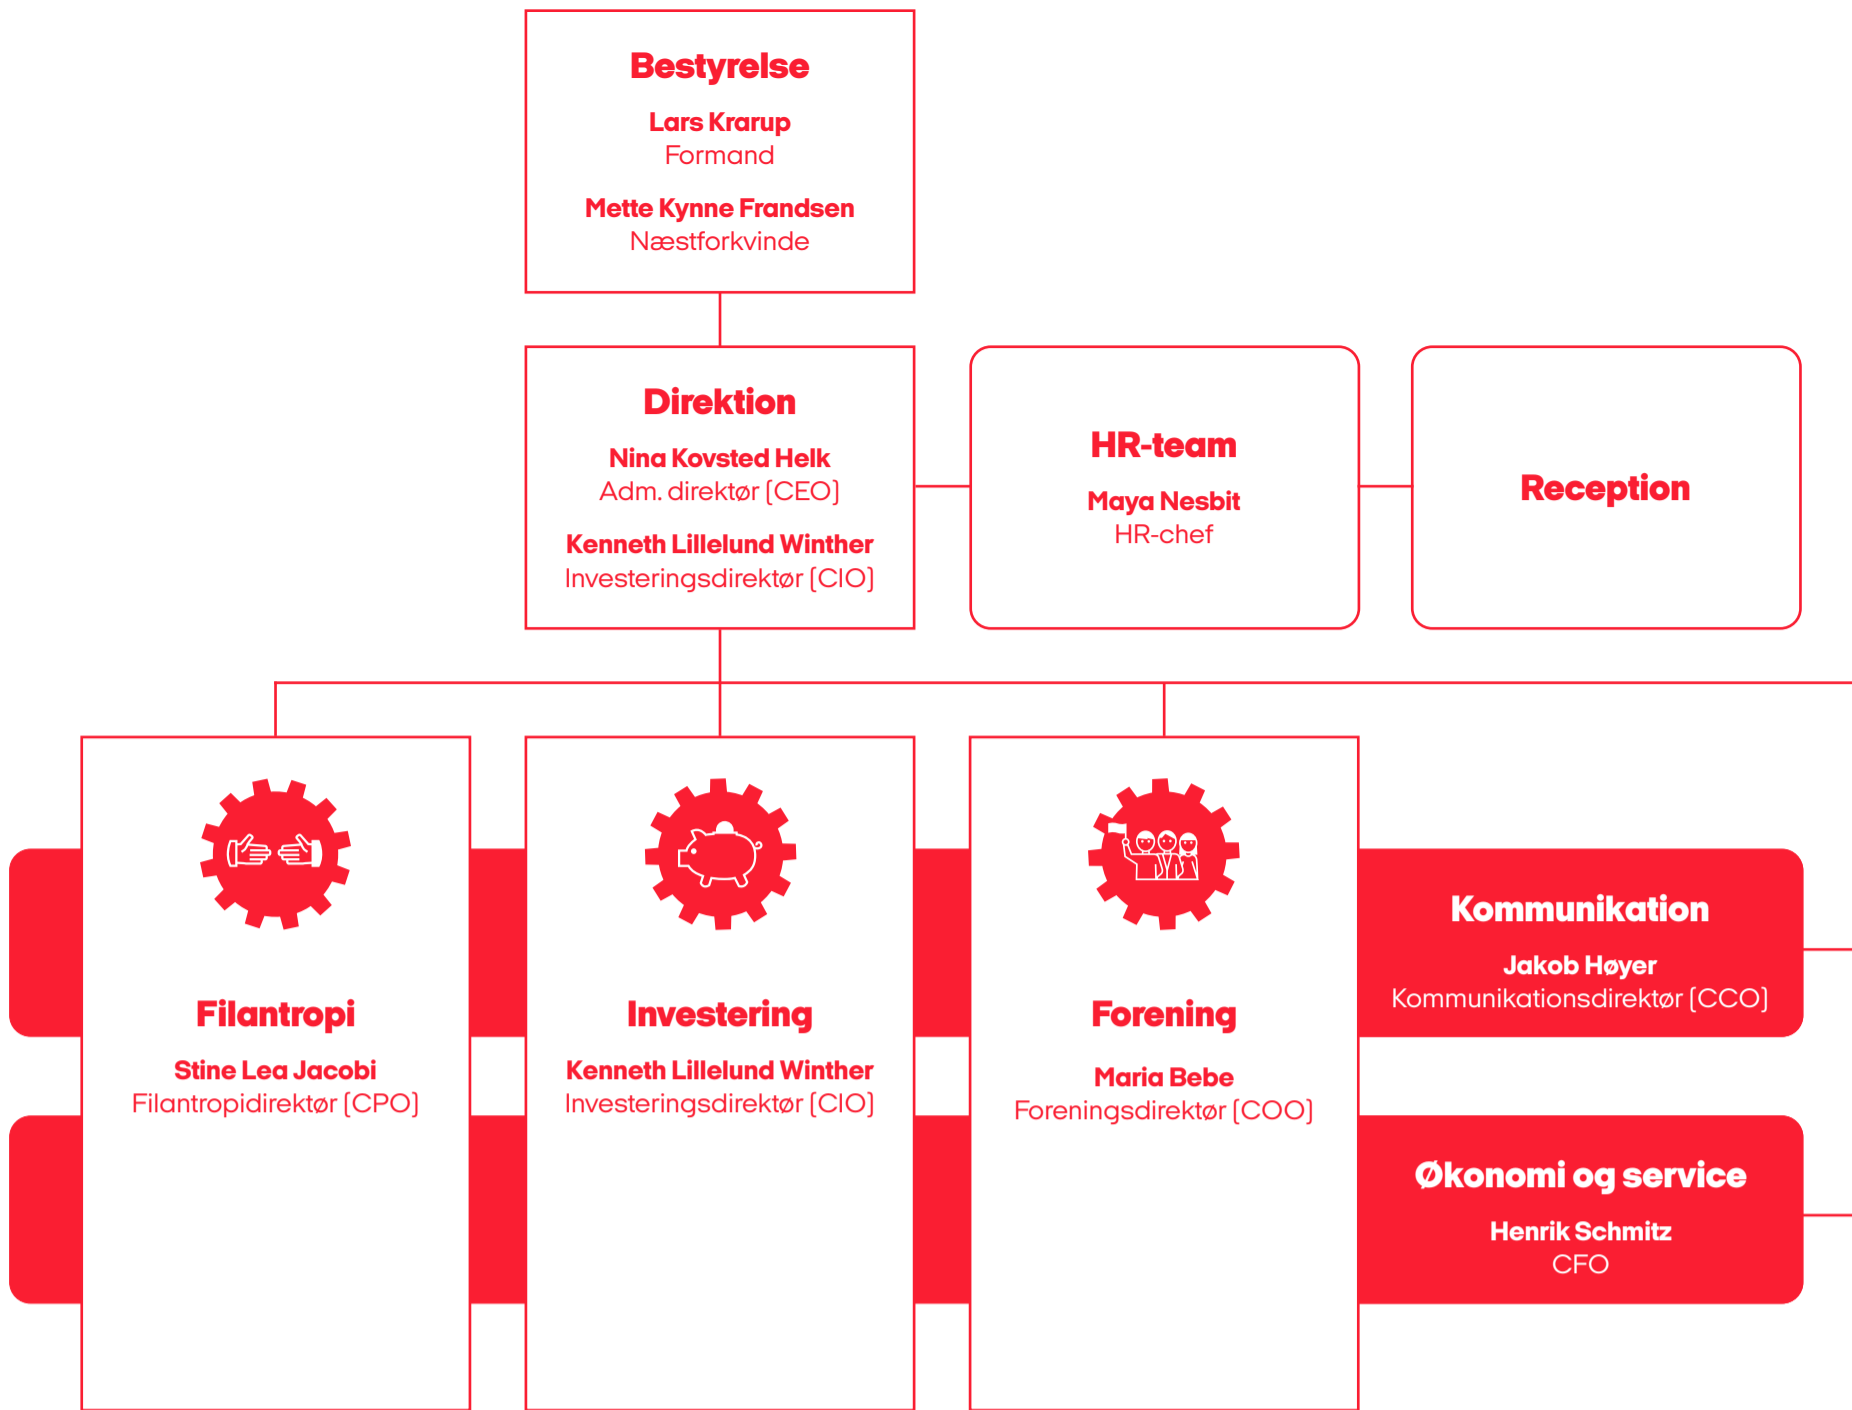 Bestyrelse
Lars Krarup
Formand
Mette Kynne Frandsen
Næstforkvinde
Direktion
Nina Kovsted Helk
Adm. direktør (CEO)
Kenneth Lillelund Winther
Investeringsdirektør (CIO)
HR-team
Maya Nesbit
HR-chef
Reception
Filantropi
Stine Lea Jacobi
Filantropidirektør (CPO)
Investering
Kenneth Lillelund Winther
Investeringsdirektør (CIO)
Forening
Maria Bebe
Foreningsdirektør (COO)
Kommunikation
Jakob Høyer
Kommunikationsdirektør (CCO)
Økonomi og service
Henrik Schmitz
CFO